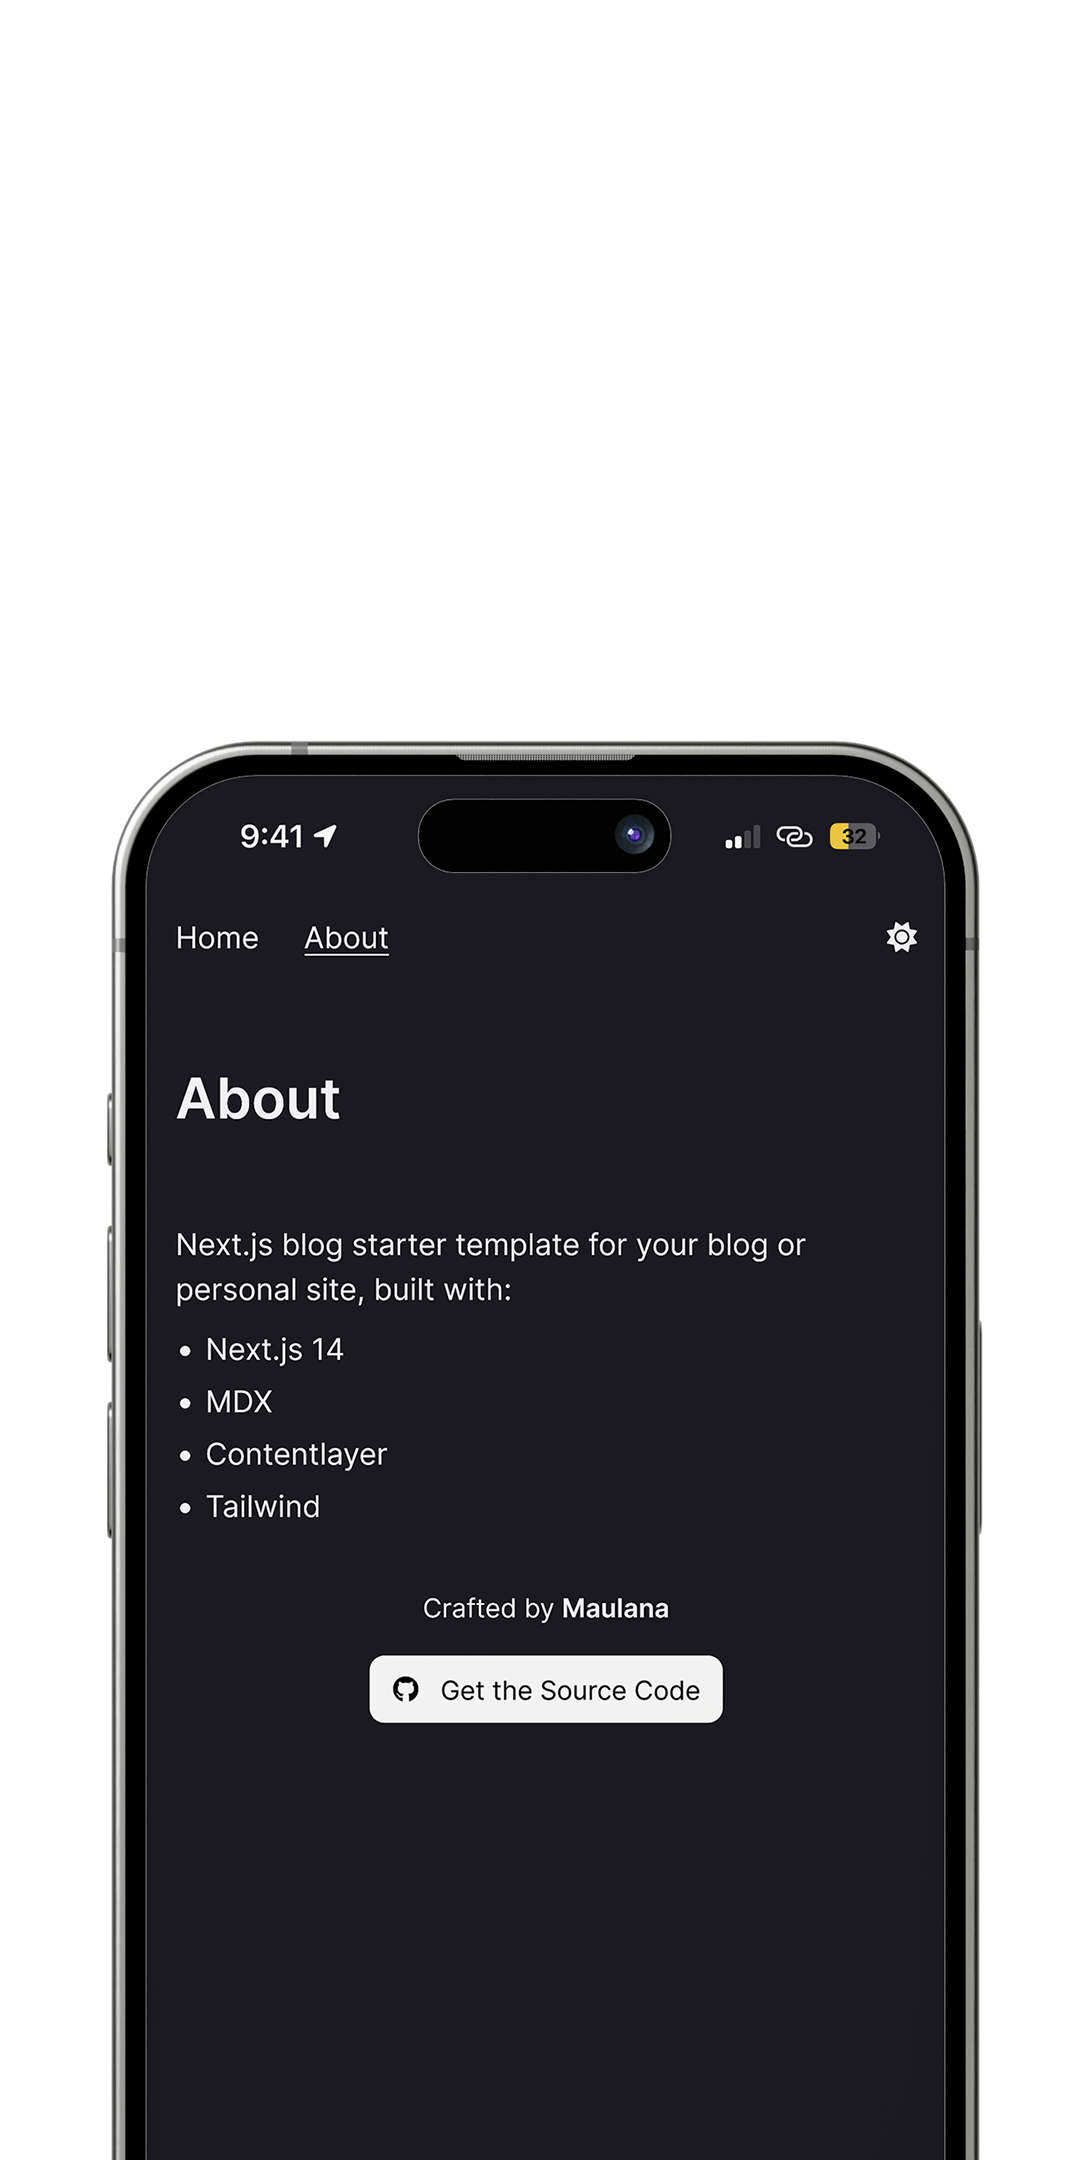 9:41
32
Home About
About
Next.js blog starter template for your blog or
personal site, built with:
• Next.js 14
• MDX
• Contentlayer
• Tailwind
Crafted by Maulana
Get the Source Code